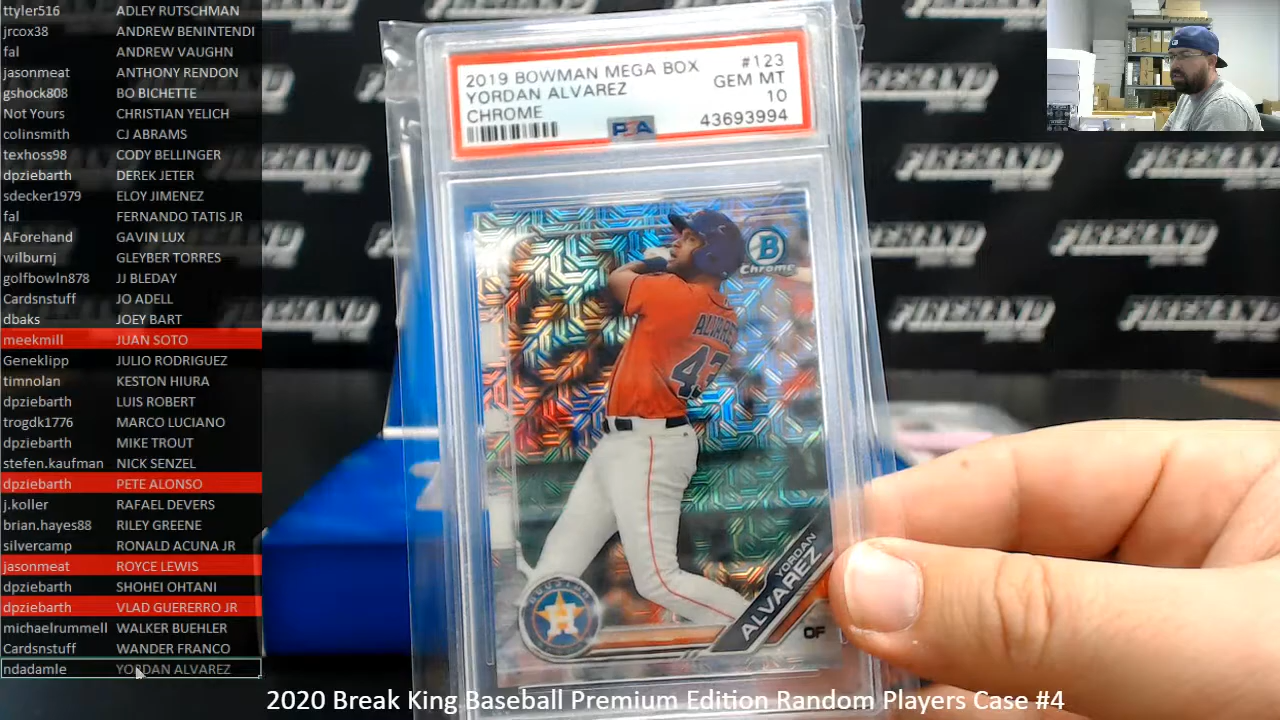 ttyler516 ADLEY RUTSCHMAN
jrcox38 ANDREW BENINTENDI
fal ANDREW VAUGHN
jasonmeat ANTHONY RENDON
gshock808 BO BICHETTE
Not Yours CHRISTIAN YELICH
colinsmith CJ ABRAMS
texhoss98 CODY BELLINGER
dpziebarth DEREK JETER
sdecker1979 ELOY JIMENEZ
fal FERNANDO TATIS JR
AForehand GAVIN LUX
wilburnj GLEYBER TORRES
golfbowln878 JJ BLEDAY
Cardsnstuff JO ADELL
dbaks JOEY BART
meekmill JUAN SOTO
Geneklipp JULIO RODRIGUEZ
timnolan KESTON HIURA
dpziebarth LUIS ROBERT
trogdk1776 MARCO LUCIANO
dpziebarth MIKE TROUT
stefen.kaufman NICK SENZEL
dpziebarth PETE ALONSO
j.koller RAFAEL DEVERS
brian.hayes88 RILEY GREENE
silvercamp RONALD ACUNA JR
jasonmeat ROYCE LEWIS
dpziebarth SHOHEI OHTANI
dpziebarth VLAD GUERERRO JR
michaelrummell WALKER BUEHLER
Cardsnstuff WANDER FRANCO
ndadamle YORDAN ALVAREZ
2019 BOWMAN MEGA BOX #123
YORDAN ALVAREZ GEM MT
CHROME 10
PSA 43693994
B
Chrome
ALVAREZ
YORDAN
ALVAREZ
OF
FIREHAND
FIREHAND
FIREHAND
FIREHAND
2020 Break King Baseball Premium Edition Random Players Case #4